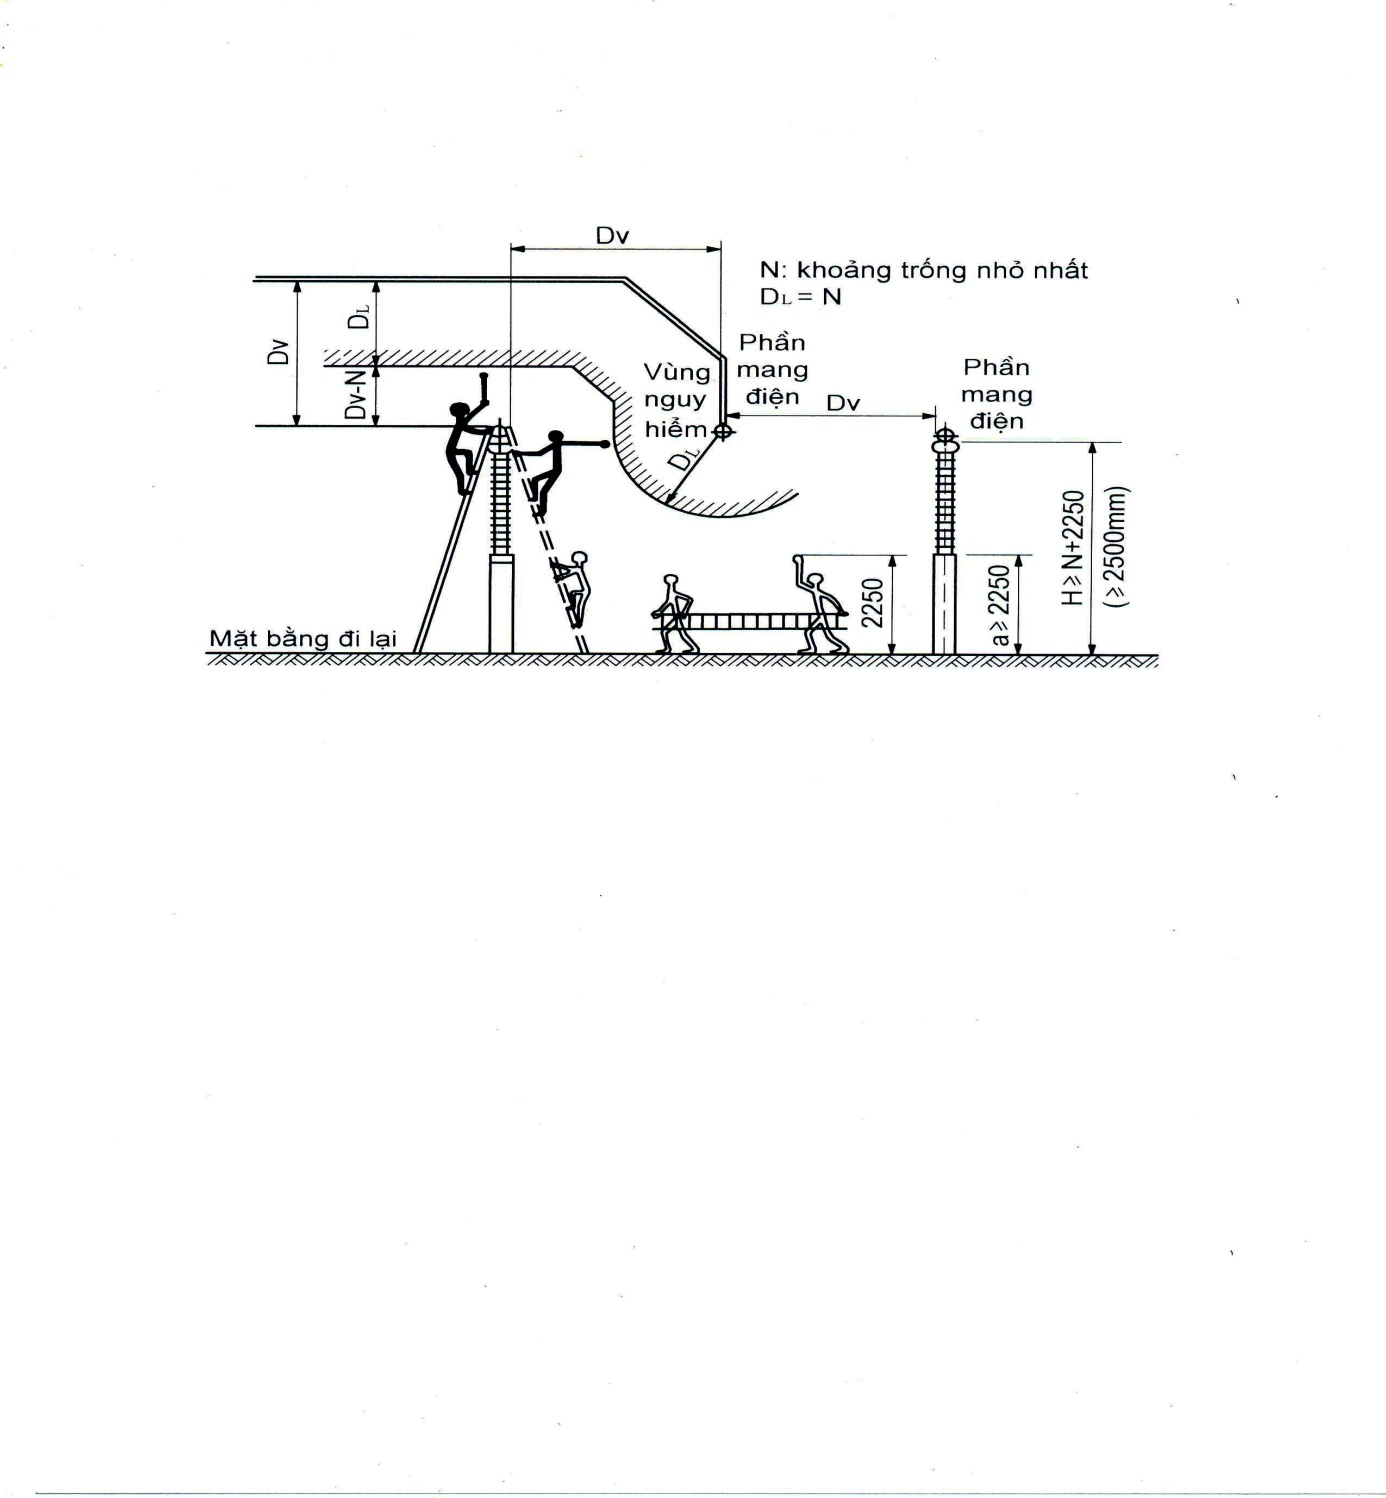 Dv
N: khoảng trống nhỏ nhất
DL = N
Dv
DL
Dv-N
Vùng
nguy
hiểm
Phần
mang
điện
DL
Dv
Phần
mang
điện
2250
a ⩾ 2250
H ⩾ N+2250
(⩾ 2500mm)
Mặt bằng đi lại